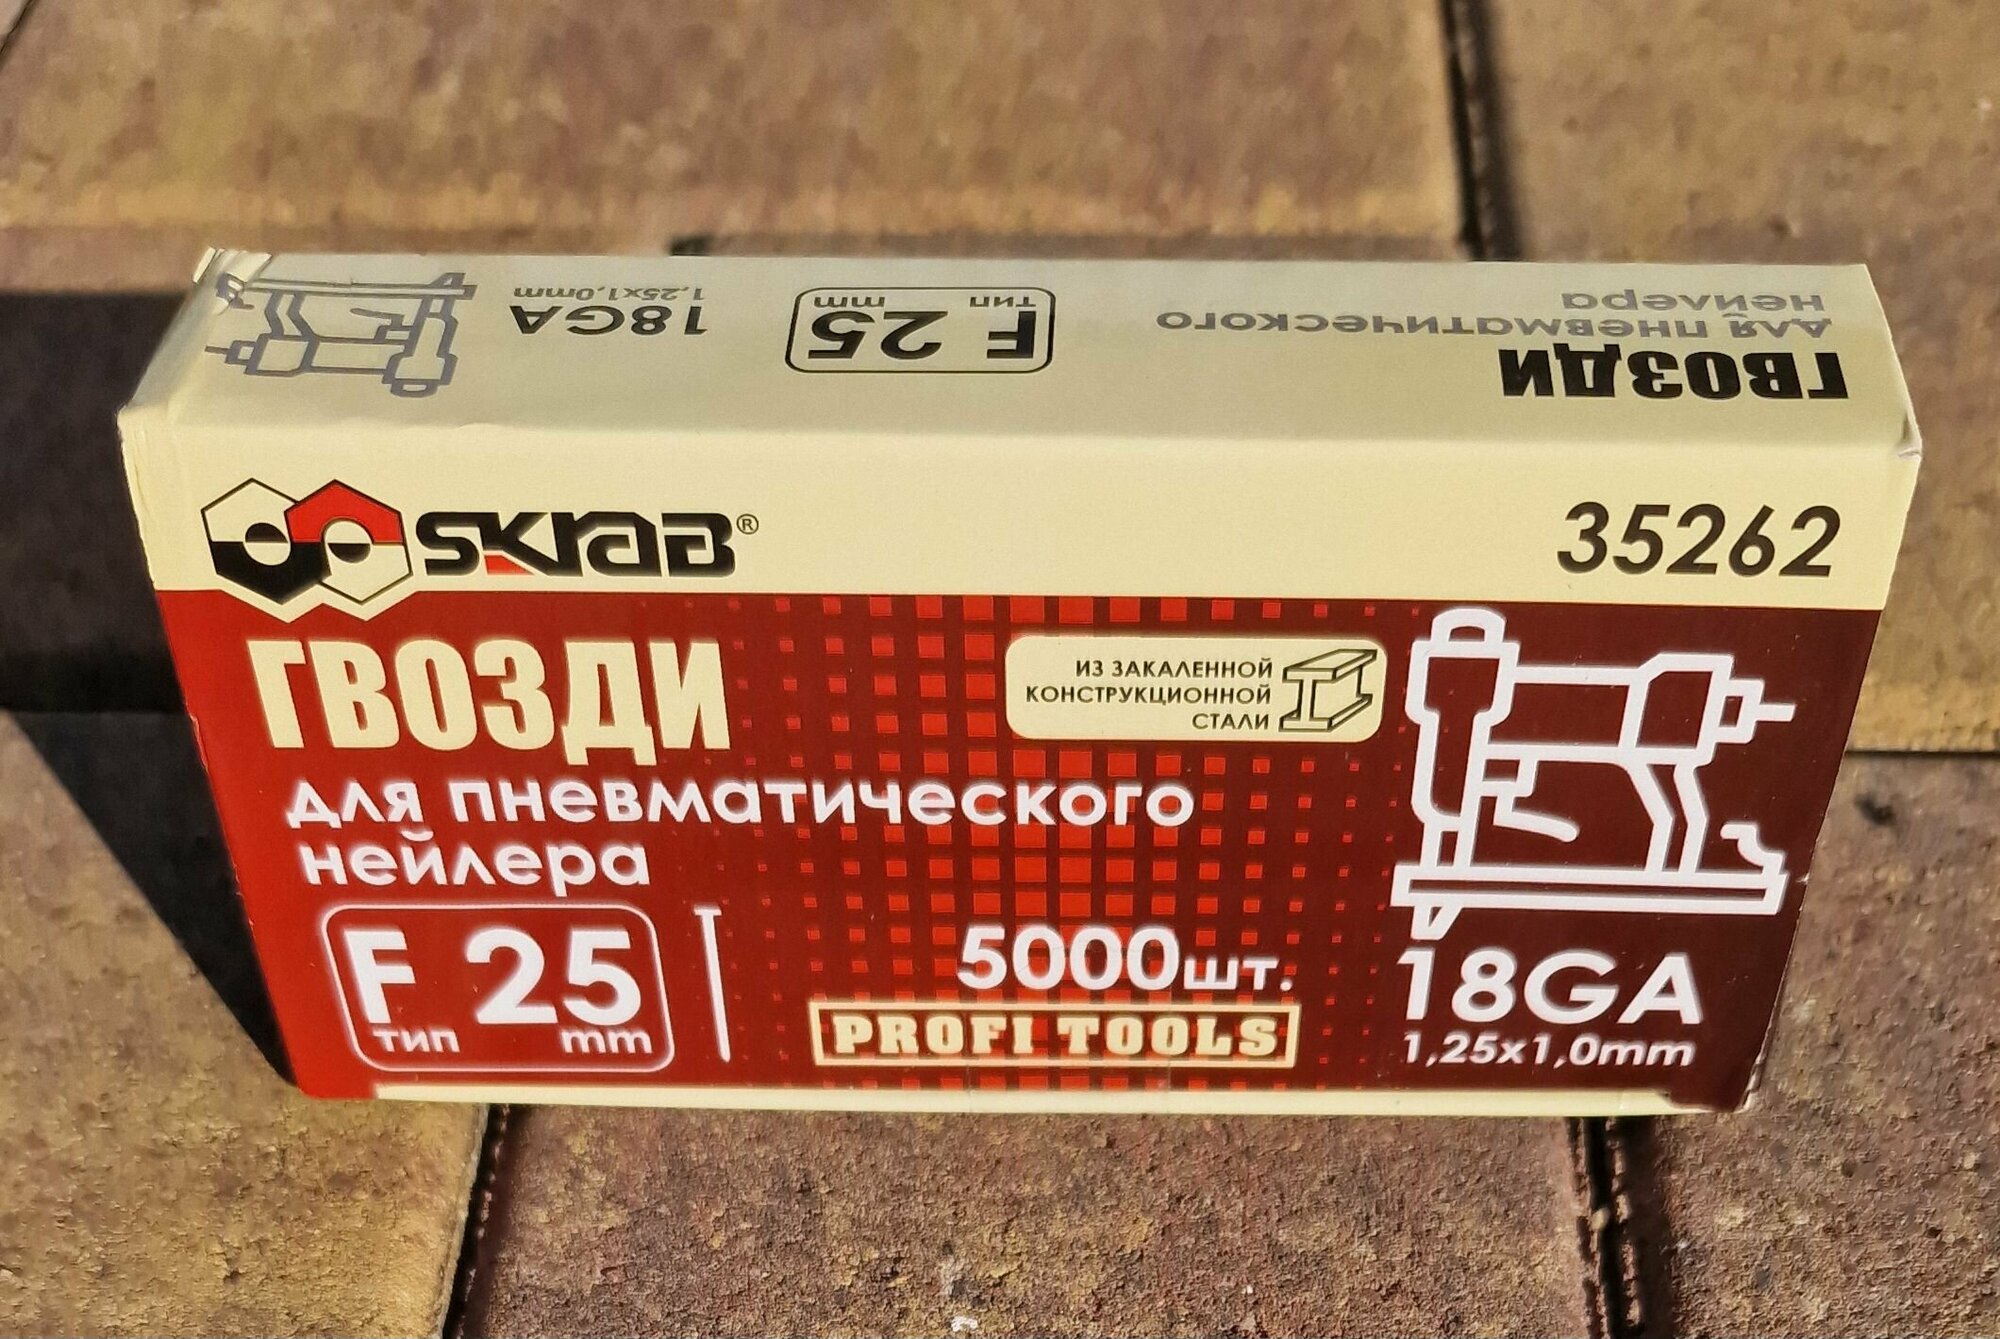 ГВОЗДИ
для пневматического
нейлера
F 25
тип mm
18GA
1,25x1,0mm
SKRAB®
35262
ГВОЗДИ
для пневматического
нейлера
ИЗ ЗАКАЛЕННОЙ
КОНСТРУКЦИОННОЙ
СТАЛИ
F 25
тип mm
5000шт.
PROFI TOOLS
18GA
1,25x1,0mm